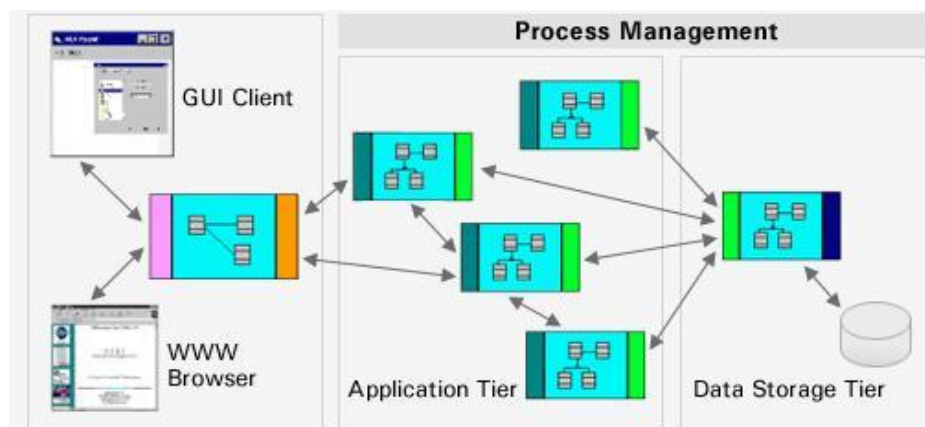 Process Management
GUI Client
WWW
Browser
Application Tier
Data Storage Tier